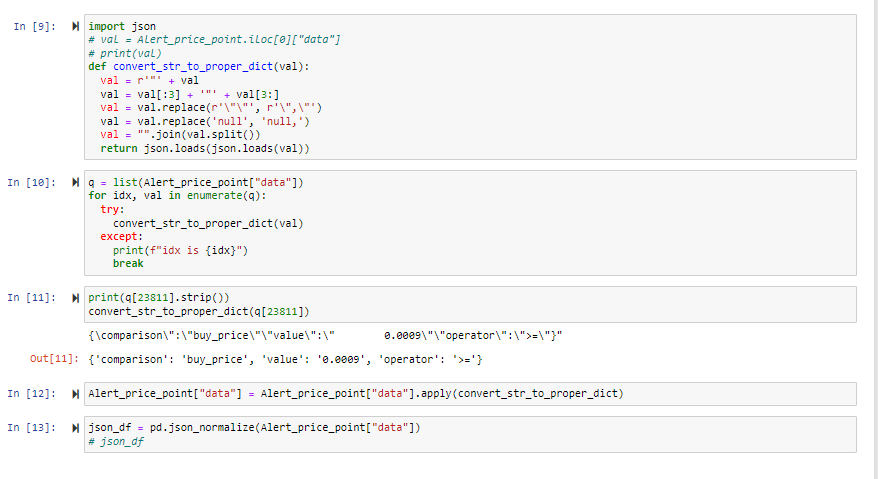 In [9]: import json
# val = Alert_price_point.iloc[0]["data"]
# print(val)
def convert_str_to_proper_dict(val):
  val = r'"' + val
  val = val[:3] + '"' + val[3:]
  val = val.replace(r'\"\"', r'\",\"')
  val = val.replace('null', 'null,')
  val = "".join(val.split())
  return json.loads(json.loads(val))
In [10]: q = list(Alert_price_point["data"])
for idx, val in enumerate(q):
  try:
    convert_str_to_proper_dict(val)
  except:
    print(f"idx is {idx}")
    break
In [11]: print(q[23811].strip())
convert_str_to_proper_dict(q[23811])
{\comparison\":\"buy_price\"\"value\":\"        0.0009\"\"operator\":\">=\"}"
Out[11]: {'comparison': 'buy_price', 'value': '0.0009', 'operator': '>='}
In [12]: Alert_price_point["data"] = Alert_price_point["data"].apply(convert_str_to_proper_dict)
In [13]: json_df = pd.json_normalize(Alert_price_point["data"])
# json_df